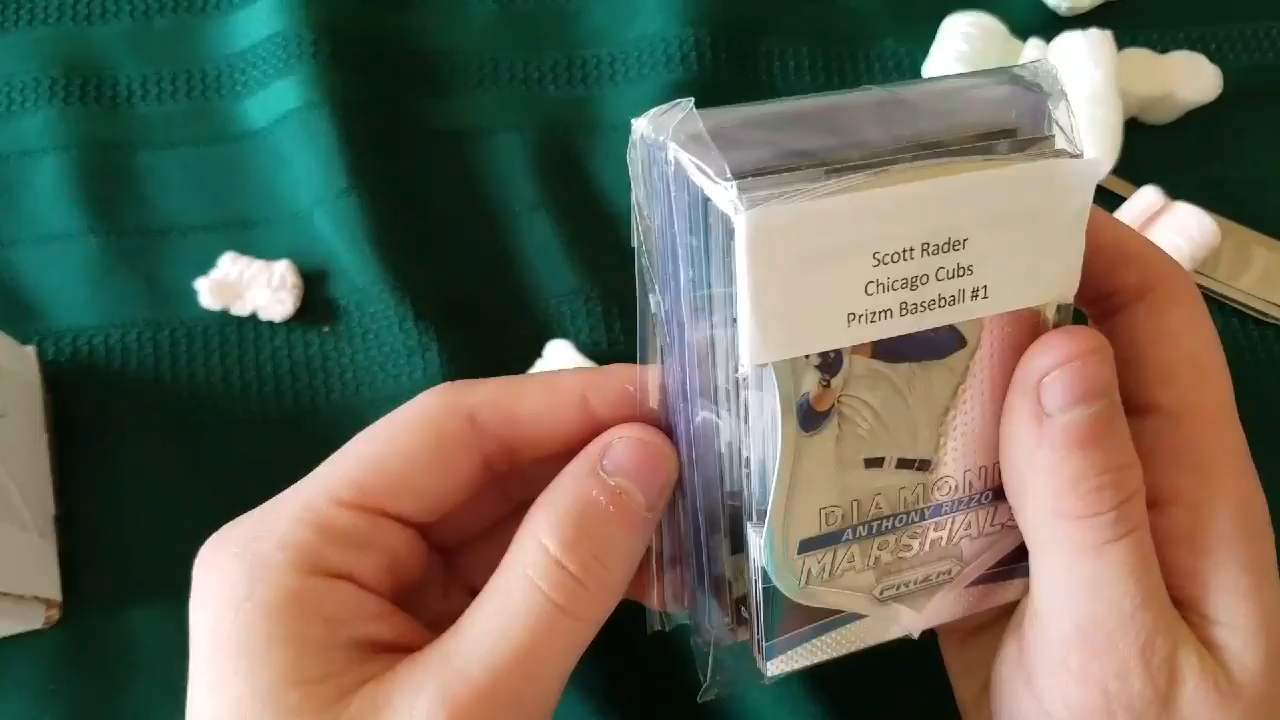 Scott Rader
Chicago Cubs
Prizm Baseball #1
DIAMOND
ANTHONY RIZZO
MARSHALS
PRIZM